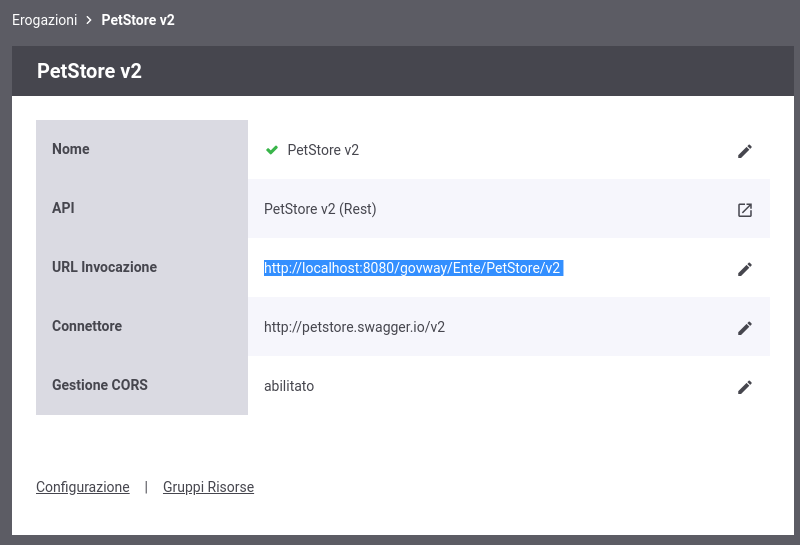 Erogazioni > PetStore v2
PetStore v2
Nome PetStore v2
API PetStore v2 (Rest)
URL Invocazione http://localhost:8080/govway/Ente/PetStore/v2
Connettore http://petstore.swagger.io/v2
Gestione CORS abilitato
Configurazione | Gruppi Risorse